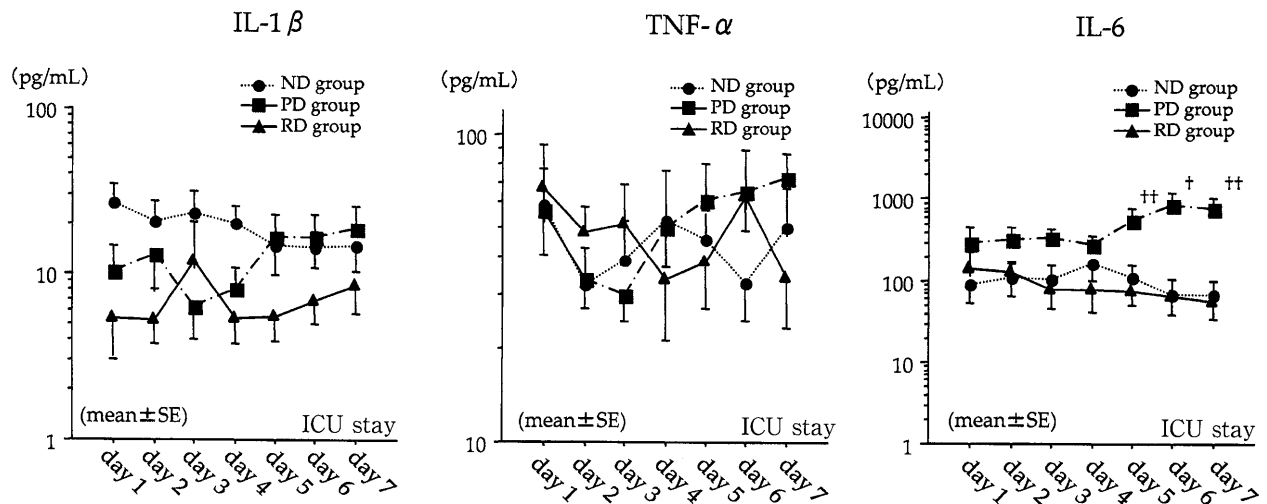 IL-1β
(pg/mL)
ND group
PD group
RD group
100
10
1
(mean±SE)
ICU stay
day 1
day 2
day 3
day 4
day 5
day 6
day 7
TNF-α
(pg/mL)
ND group
PD group
RD group
100
10
(mean±SE)
ICU stay
day 1
day 2
day 3
day 4
day 5
day 6
day 7
IL-6
(pg/mL)
ND group
PD group
RD group
10000
1000
100
10
1
†† † ††
(mean±SE)
ICU stay
day 1
day 2
day 3
day 4
day 5
day 6
day 7